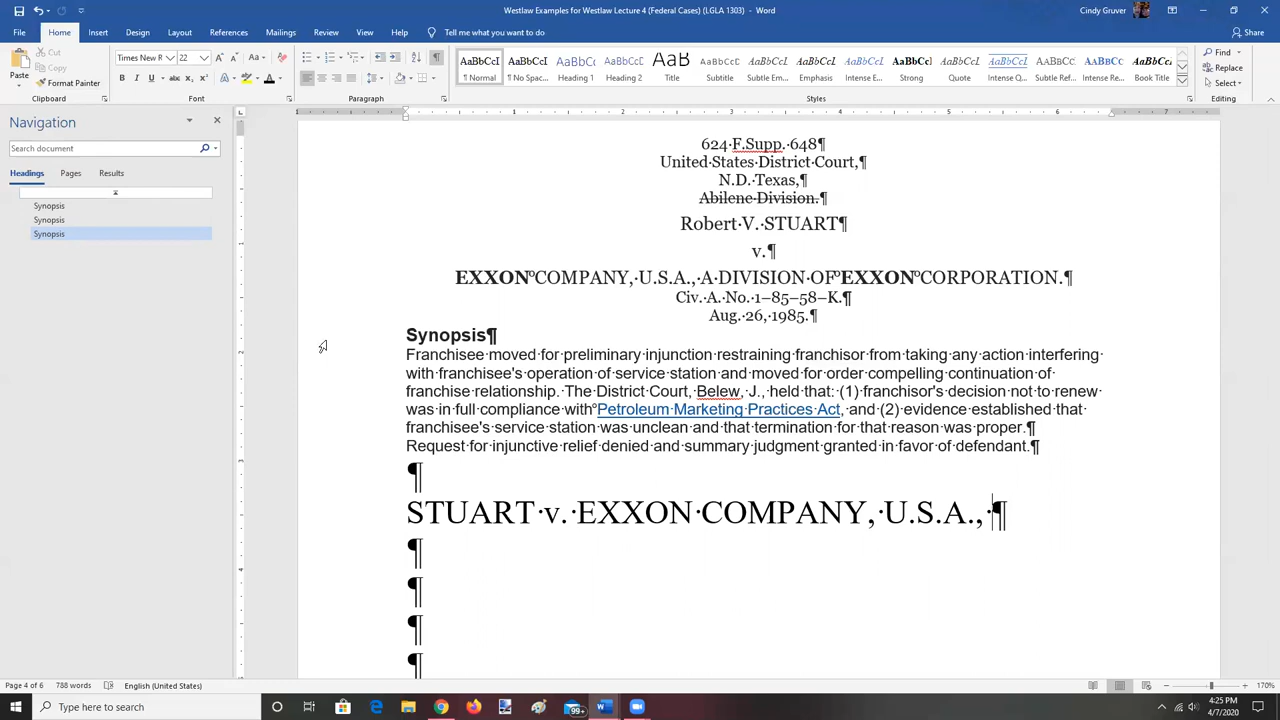 Westlaw Examples for Westlaw 4 (Federal Cases) (LGLA 1303) - Word
Cindy Gruver
File Home Insert Design Layout References Mailings Review View Help Tell me what you want to do
Share
Cut
Copy
Format Painter
Paste
Clipboard
Times New R 22
Font
Paragraph
AaBbCcI AaBbCcI AaBbCcI AaBbCcI AaB AaBbCcI AaBbCcI AaBbCcI AaBbCcI AaBbCcI AaBbCcI AaBbCcI AaBbCcI AaBbCcI
¶ Normal ¶ No Spac... Heading 1 Heading 2 Title Subtitle Subtle Em... Emphasis Intense E... Strong Quote Intense Q... Subtle Ref... Intense Re... Book Title
Styles
Find
Replace
Select
Editing
Navigation
Search document
Headings Pages Results
Synopsis
Synopsis
Synopsis
624 F.Supp. 648¶
United States District Court,¶
N.D. Texas,¶
Abilene Division.¶
Robert V. STUART¶
v.¶
EXXON COMPANY, U.S.A., A DIVISION OF EXXON CORPORATION.¶
Civ. A. No. 1–85–58–K.¶
Aug. 26, 1985.¶
Synopsis¶
Franchisee moved for preliminary injunction restraining franchisor from taking any action interfering
with franchisee's operation of service station and moved for order compelling continuation of
franchise relationship. The District Court, Belew, J., held that: (1) franchisor's decision not to renew
was in full compliance with Petroleum Marketing Practices Act, and (2) evidence established that
franchisee's service station was unclean and that termination for that reason was proper.¶
Request for injunctive relief denied and summary judgment granted in favor of defendant.¶
¶
STUART v. EXXON COMPANY, U.S.A., ¶
¶
¶
¶
¶
Page 4 of 6 788 words English (United States)
170%
Type here to search
99+
4:25 PM
4/7/2020